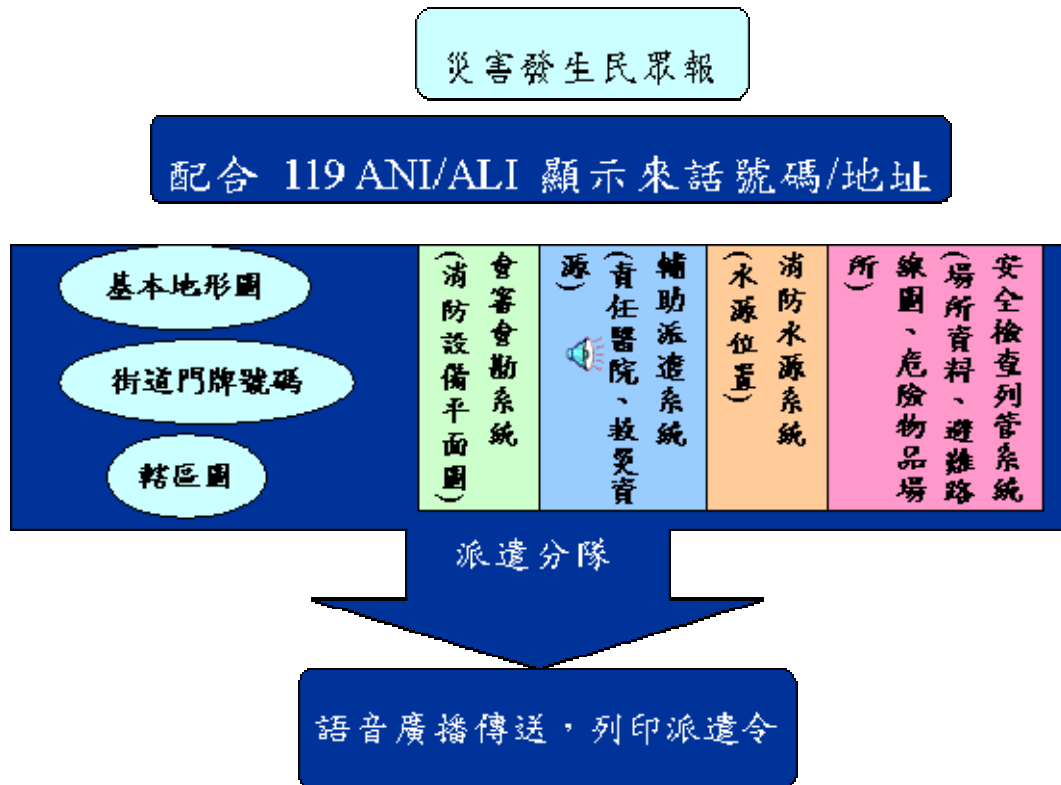 災害發生民眾報
配合 119 ANI/ALI 顯示來話號碼/地址
基本地形圖
街道門牌號碼
轄區圖
會審會勘系統
(消防設備平面圖)
輔助派遣系統
(責任醫院、救災資
源)
消防水源系統
(水源位置)
安全檢查列管系統
(場所資料、避難路
線圖、危險物品場
所)
派遣分隊
語音廣播傳送，列印派遣令